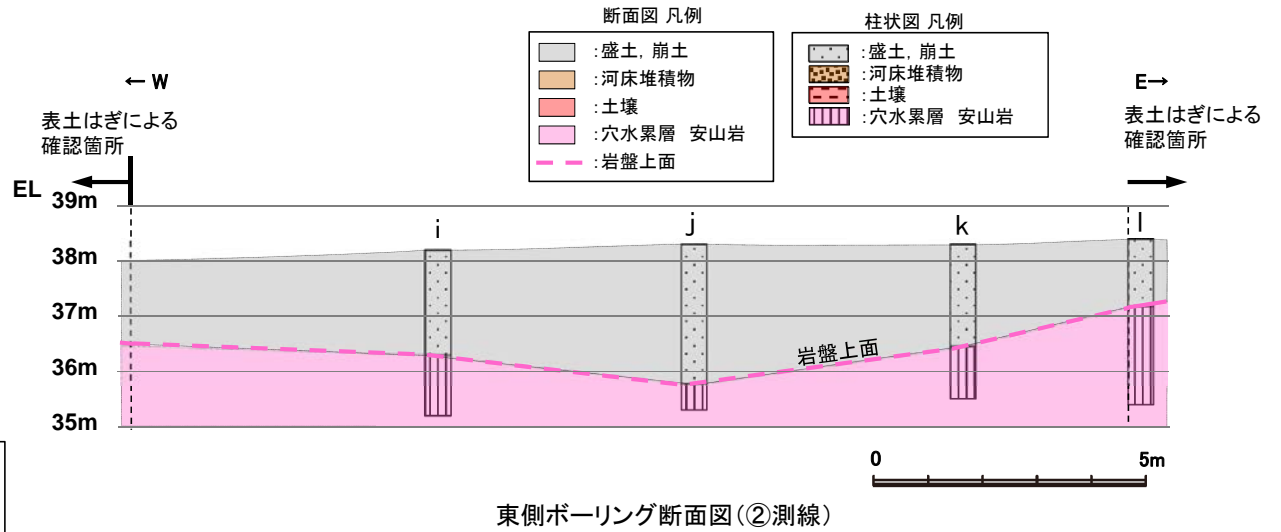 断面図 凡例
:盛土, 崩土
:河床堆積物
:土壌
:穴水累層 安山岩
:岩盤上面
柱状図 凡例
:盛土, 崩土
:河床堆積物
:土壌
:穴水累層 安山岩
← W
表土はぎによる
確認箇所
E→
表土はぎによる
確認箇所
EL 39m
38m
37m
36m
35m
i
j
k
l
岩盤上面
0 5m
東側ボーリング断面図(②測線)